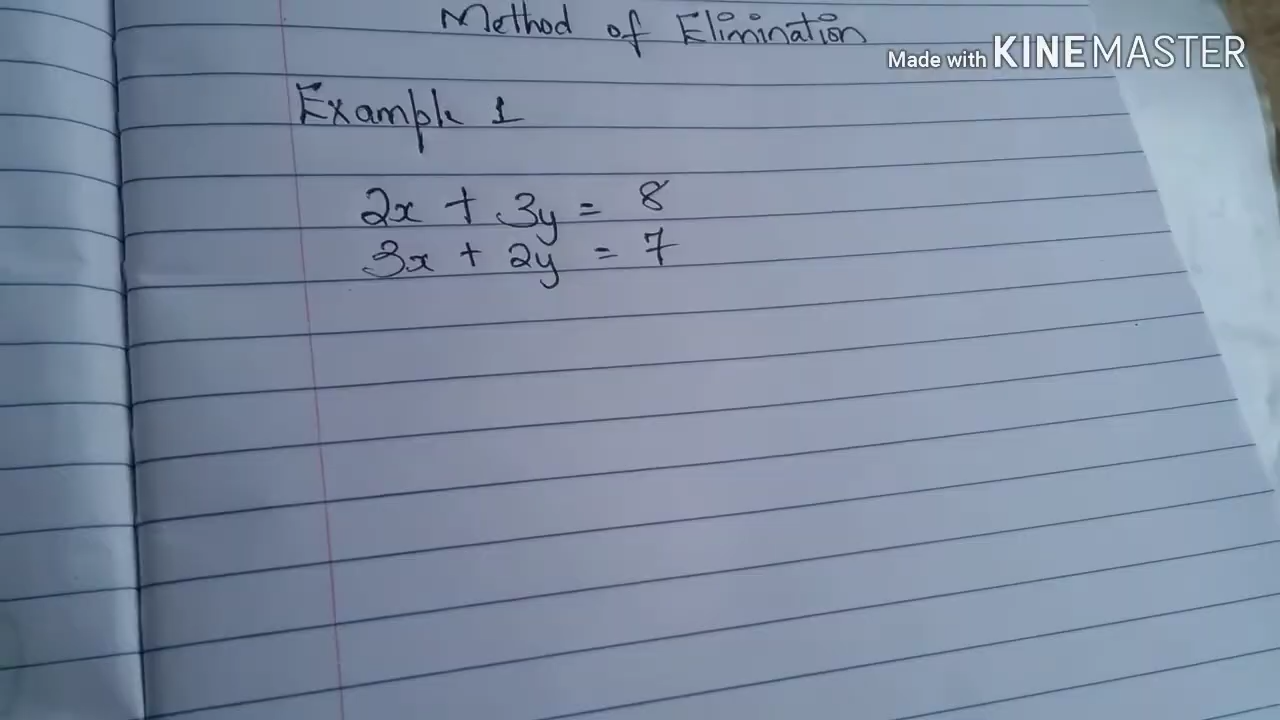 Method of Elimination
Made with KINEMASTER
Example 1
2x + 3y = 8
3x + 2y = 7